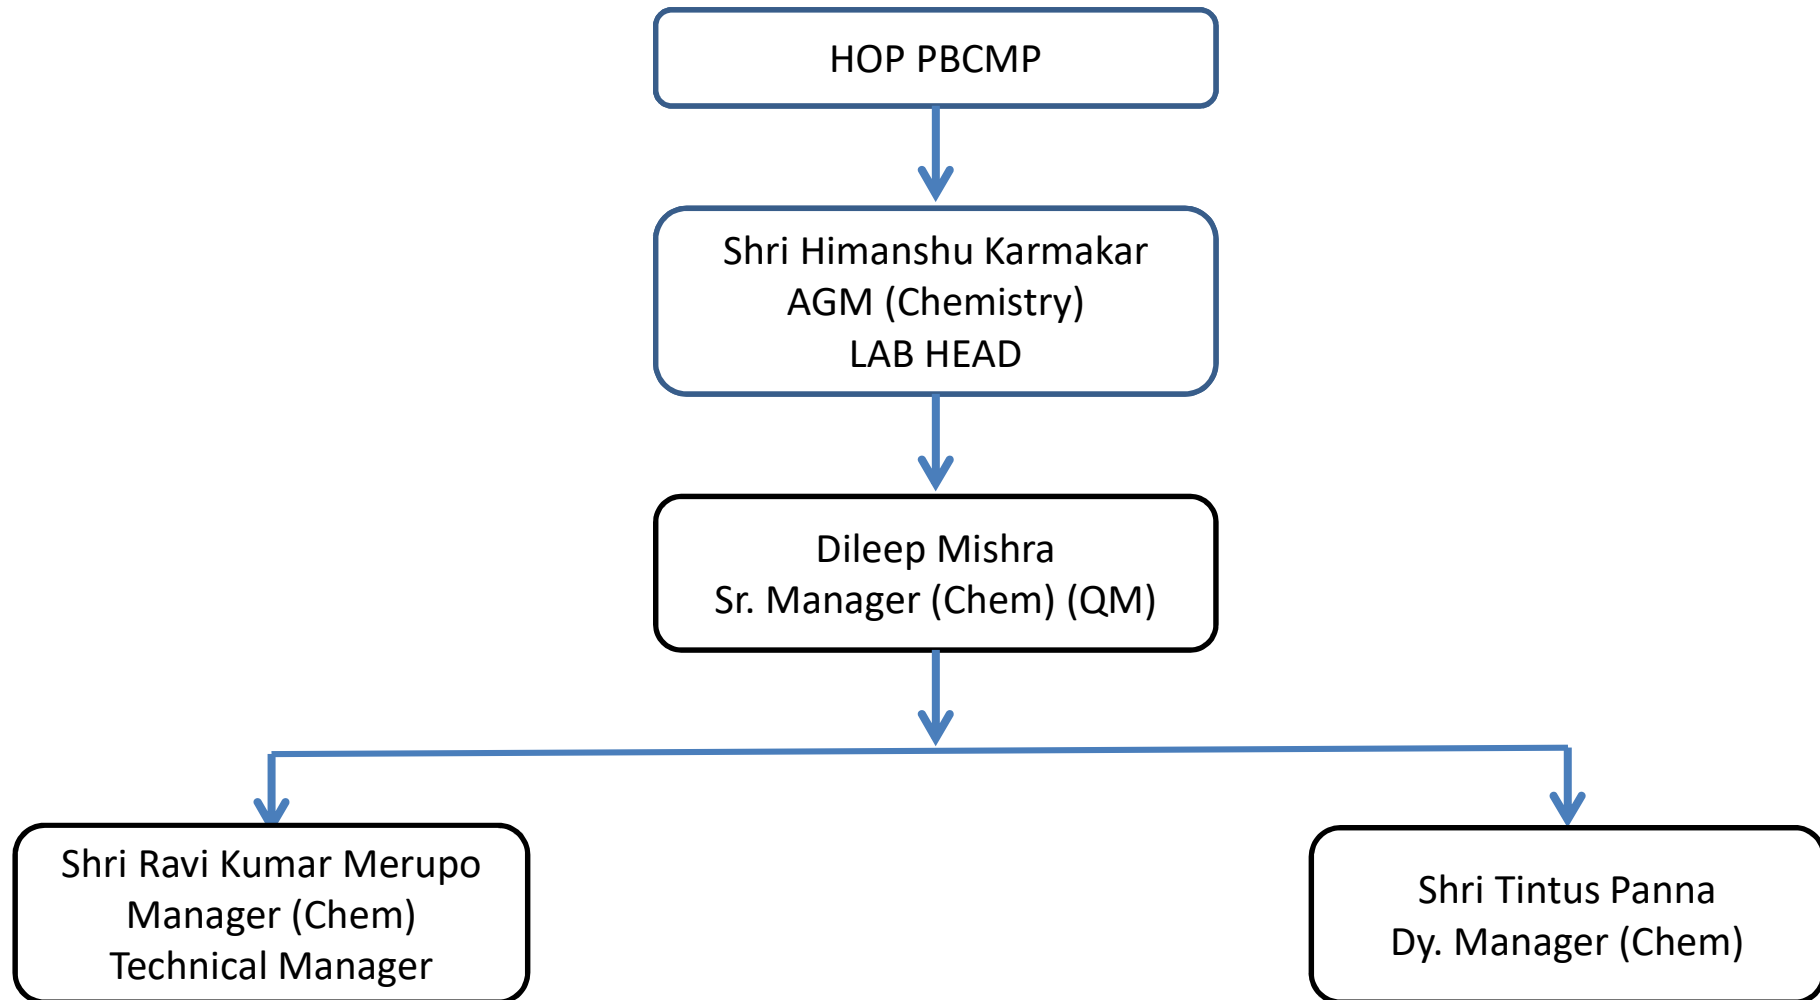 HOP PBCMP
Shri Himanshu Karmakar
AGM (Chemistry)
LAB HEAD
Dileep Mishra
Sr. Manager (Chem) (QM)
Shri Ravi Kumar Merupo
Manager (Chem)
Technical Manager
Shri Tintus Panna
Dy. Manager (Chem)